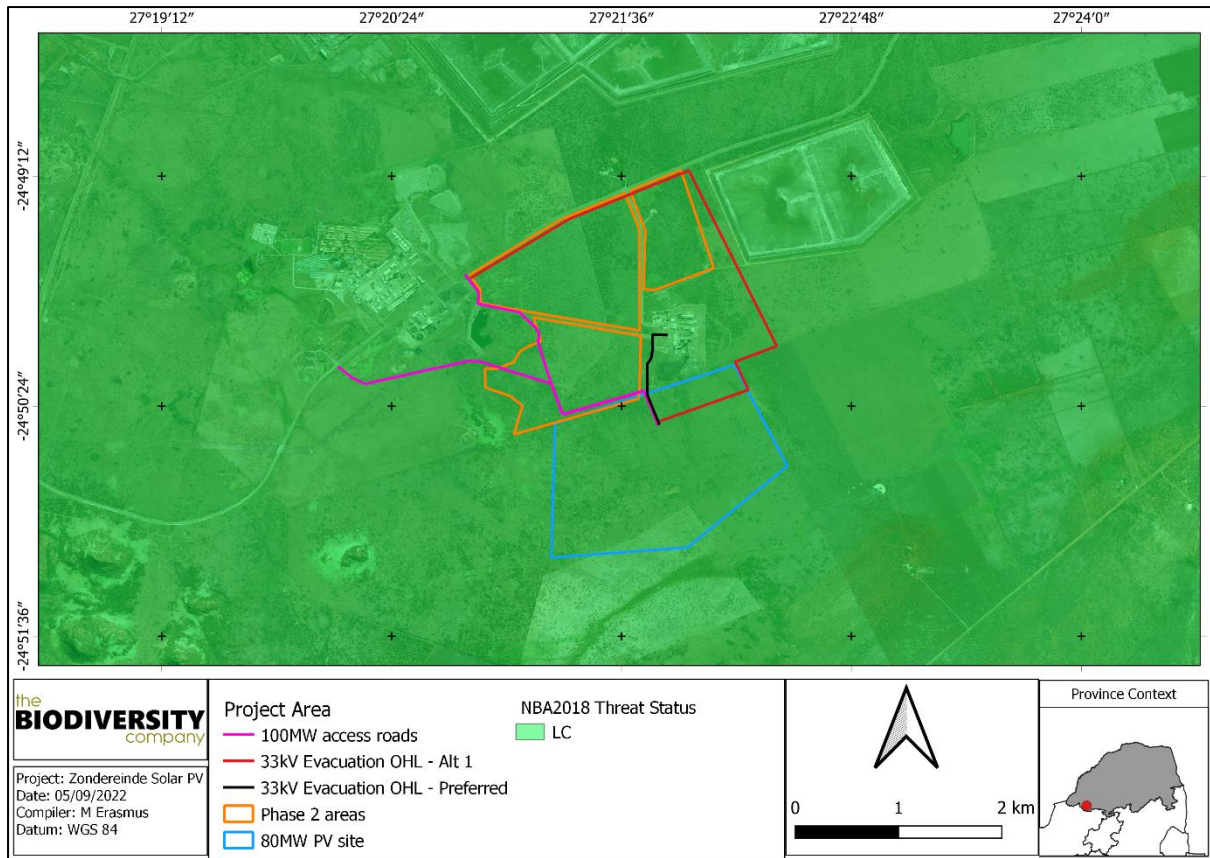 27°19′12″
27°20′24″
27°21′36″
27°22′48″
27°24′0″
-24°49′12″
-24°50′24″
-24°51′36″
the
BIODIVERSITY
company
Project: Zondereinde Solar PV
Date: 05/09/2022
Compiler: M Erasmus
Datum: WGS 84
Project Area
100MW access roads
33kV Evacuation OHL - Alt 1
33kV Evacuation OHL - Preferred
Phase 2 areas
80MW PV site
NBA2018 Threat Status
LC
0 1 2 km
Province Context